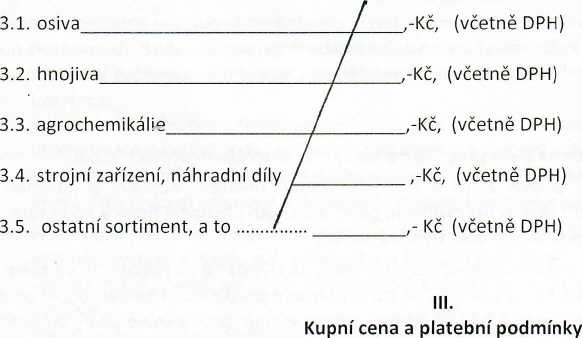 3.1. osiva________________________________,-Kč, (včetně DPH)
3.2. hnojiva______________________________,-Kč, (včetně DPH)
3.3. agrochemikálie________________________,-Kč, (včetně DPH)
3.4. strojní zařízení, náhradní díly ___________ ,-Kč, (včetně DPH)
3.5. ostatní sortiment, a to ............... _________,- Kč (včetně DPH)
III.
Kupní cena a platební podmínky